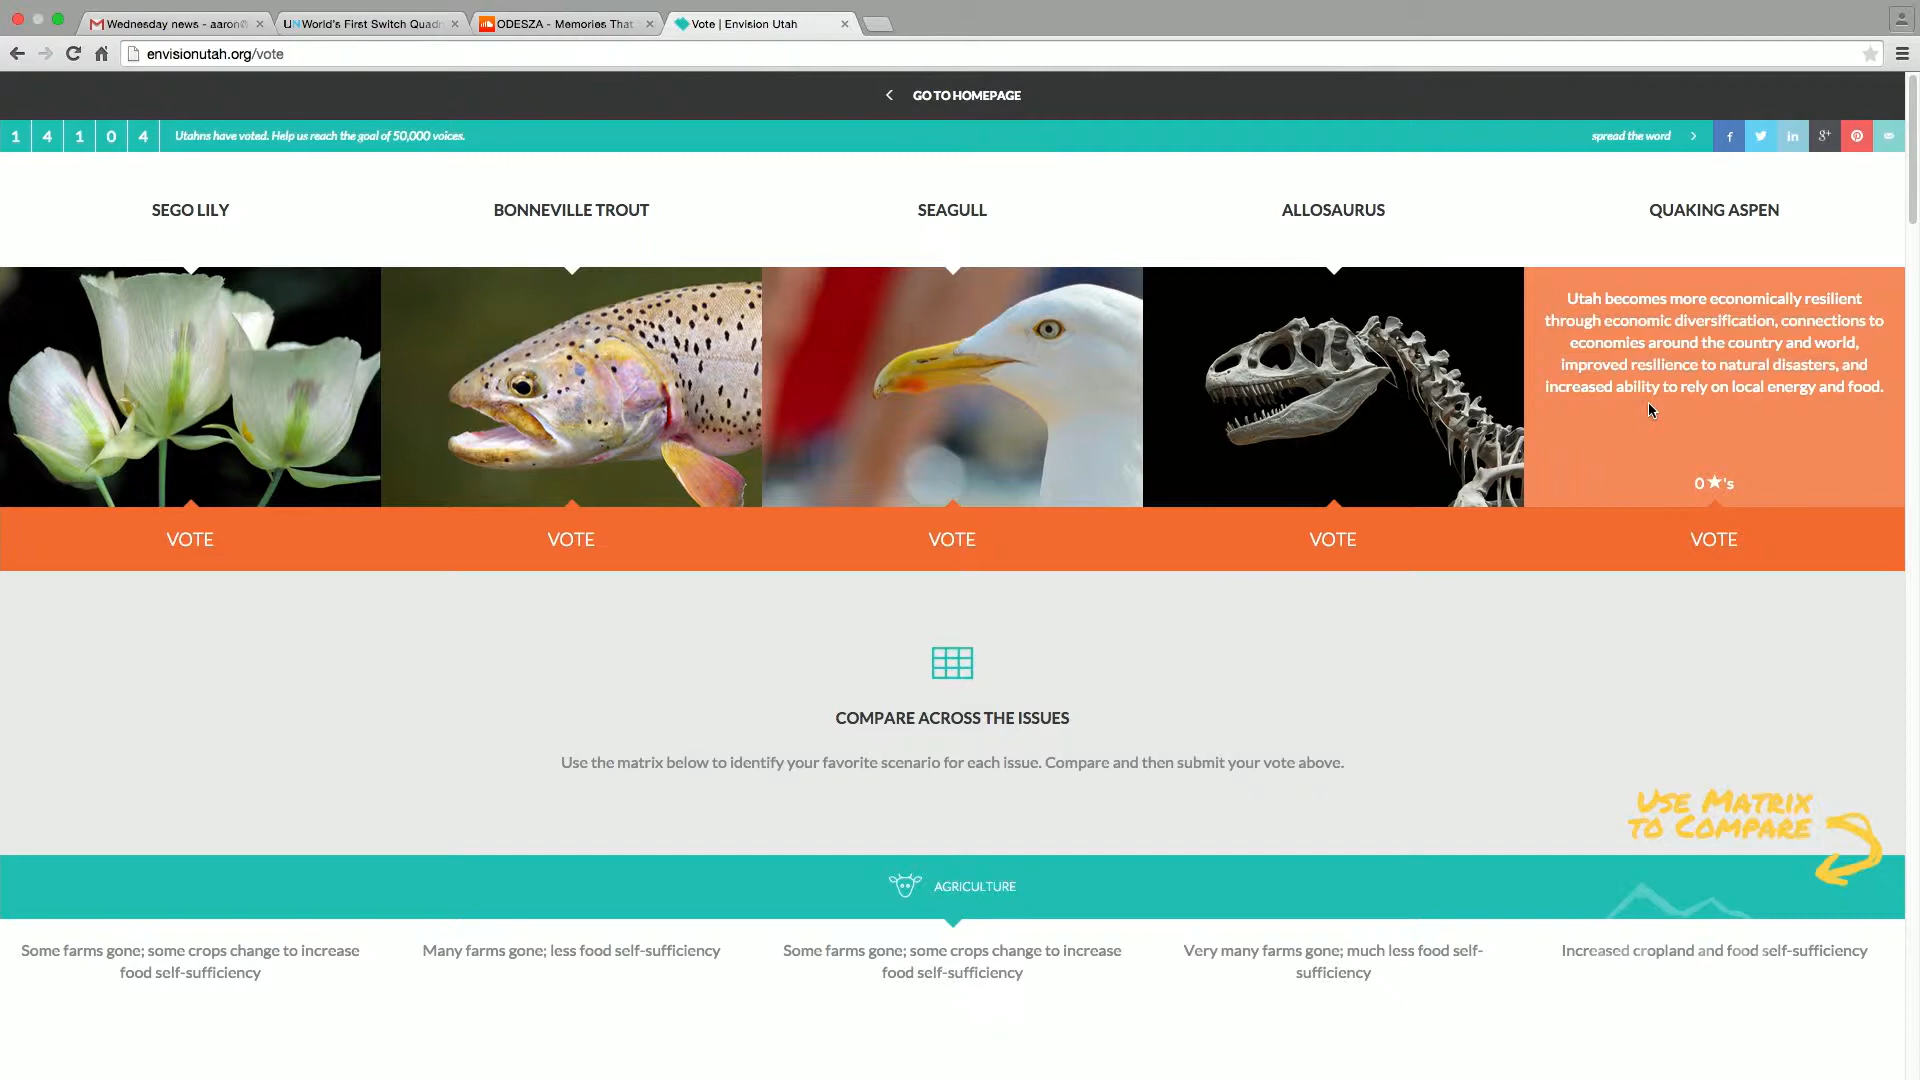 Wednesday news - aaron@
UN World's First Switch Quadr
ODESZA - Memories That
Vote | Envision Utah
envisionutah.org/vote
GO TO HOMEPAGE
1 4 1 0 4 Utahns have voted. Help us reach the goal of 50,000 voices.
spread the word
f in g+
SEGO LILY
BONNEVILLE TROUT
SEAGULL
ALLOSAURUS
QUAKING ASPEN
Utah becomes more economically resilient
through economic diversification, connections to
economies around the country and world,
improved resilience to natural disasters, and
increased ability to rely on local energy and food.
0★'s
VOTE
VOTE
VOTE
VOTE
VOTE
COMPARE ACROSS THE ISSUES
Use the matrix below to identify your favorite scenario for each issue. Compare and then submit your vote above.
USE MATRIX
TO COMPARE
AGRICULTURE
Some farms gone; some crops change to increase
food self-sufficiency
Many farms gone; less food self-sufficiency
Some farms gone; some crops change to increase
food self-sufficiency
Very many farms gone; much less food self-
sufficiency
Increased cropland and food self-sufficiency